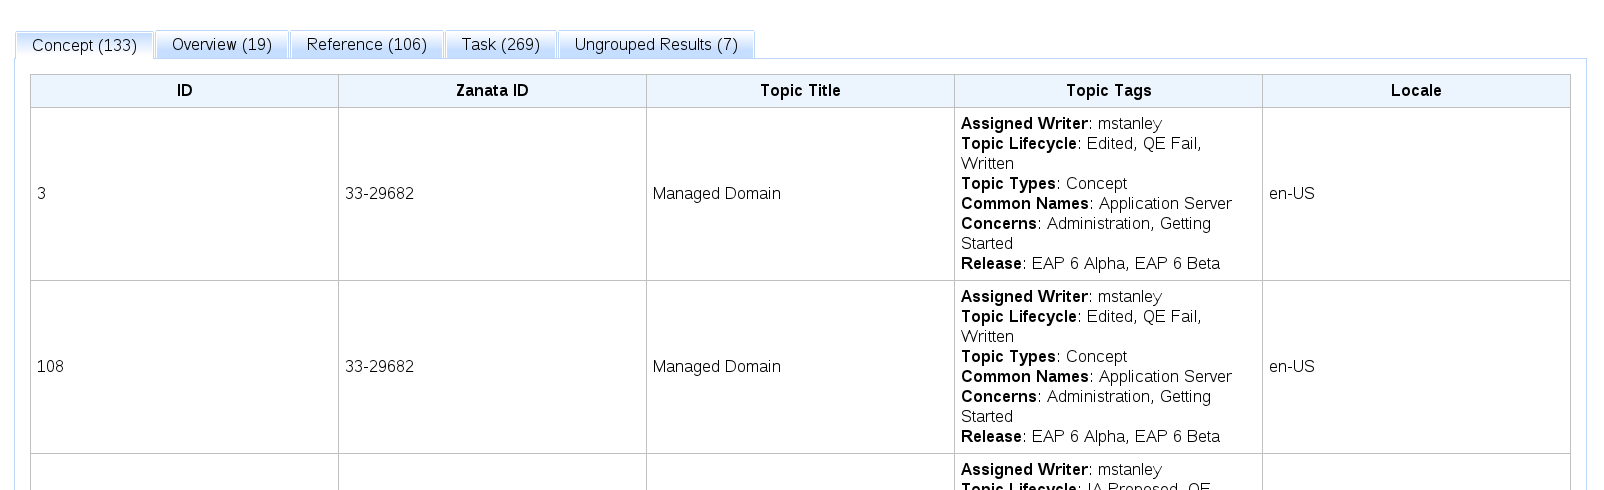 Concept (133) Overview (19) Reference (106) Task (269) Ungrouped Results (7)
ID Zanata ID Topic Title Topic Tags Locale
3 33-29682 Managed Domain
Assigned Writer: mstanley
Topic Lifecycle: Edited, QE Fail,
Written
Topic Types: Concept
Common Names: Application Server
Concerns: Administration, Getting
Started
Release: EAP 6 Alpha, EAP 6 Beta
en-US
108 33-29682 Managed Domain
Assigned Writer: mstanley
Topic Lifecycle: Edited, QE Fail,
Written
Topic Types: Concept
Common Names: Application Server
Concerns: Administration, Getting
Started
Release: EAP 6 Alpha, EAP 6 Beta
en-US
Assigned Writer: mstanley
Topic Lifecycle: IA Proposed, QE